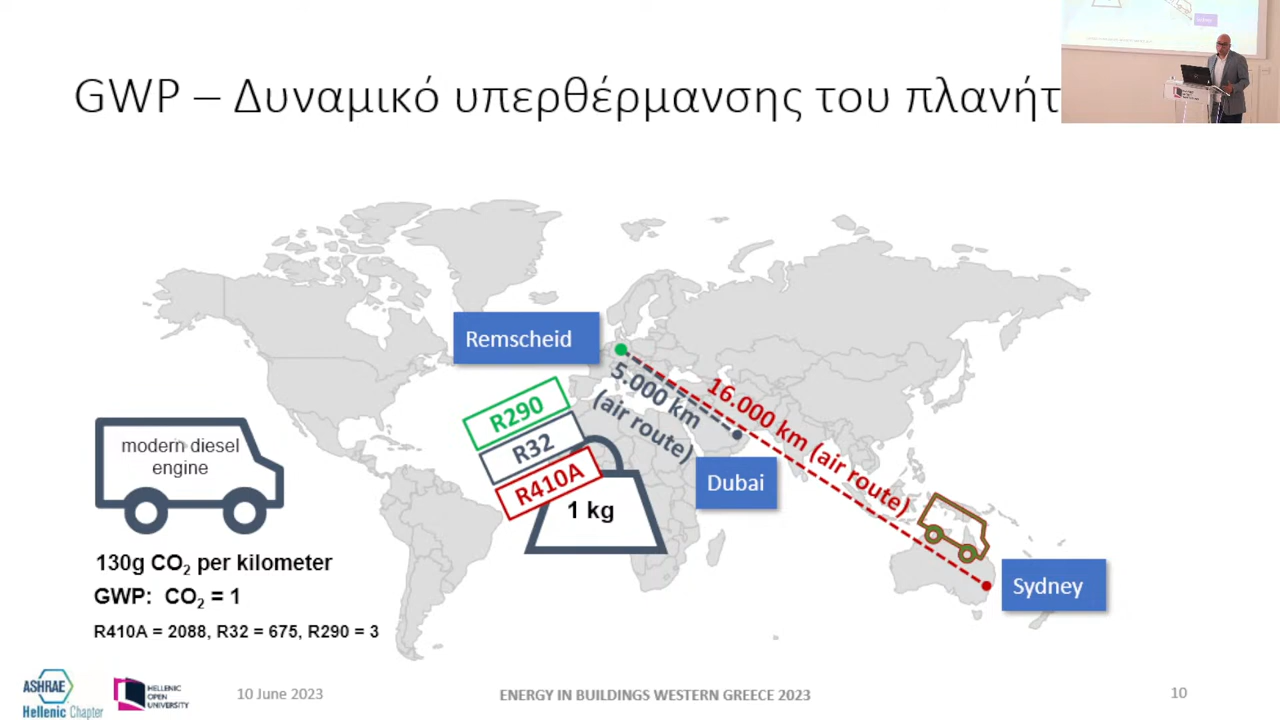 GWP – Δυναμικό υπερθέρμανσης του πλανήτ
Remscheid
5.000 km
(air route)
16.000 km (air route)
R290
R32
R410A
1 kg
Dubai
Sydney
modern diesel
engine
130g CO₂ per kilometer
GWP: CO₂ = 1
R410A = 2088, R32 = 675, R290 = 3
ASHRAE
Hellenic Chapter
HELLENIC
OPEN
UNIVERSITY
10 June 2023
ENERGY IN BUILDINGS WESTERN GREECE 2023
10